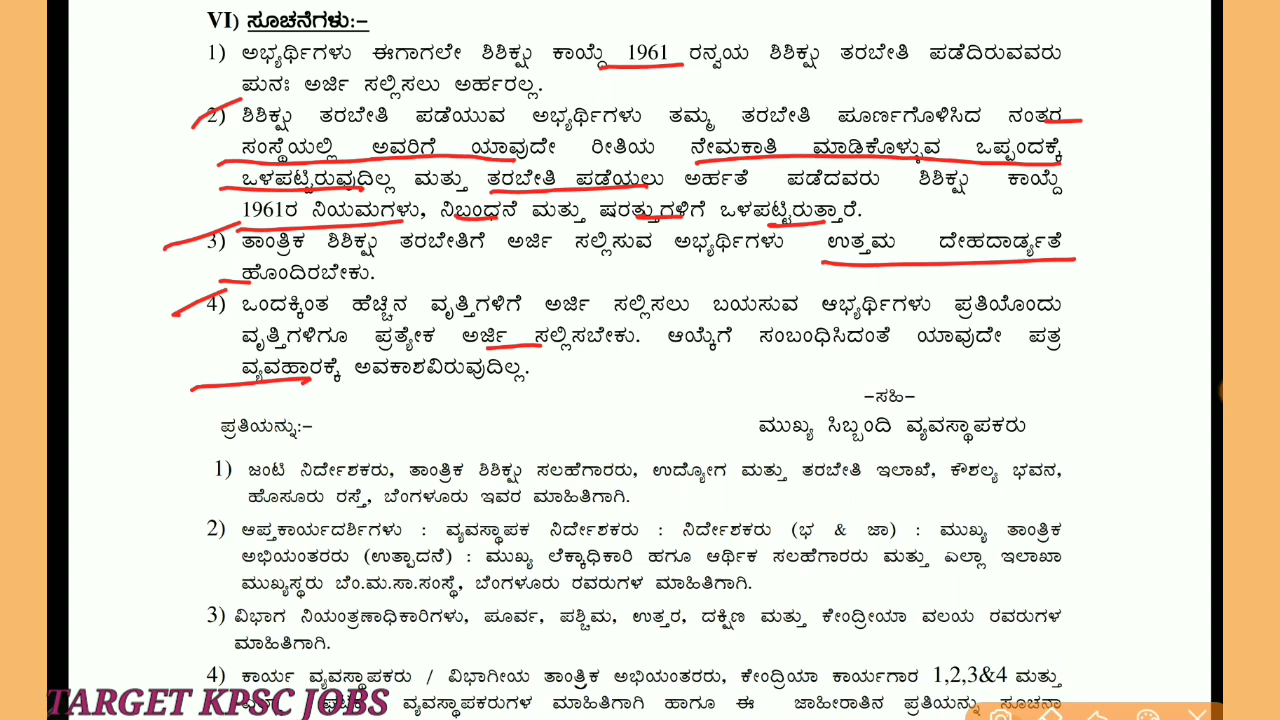 VI) ಸೂಚನೆಗಳು:-
1) ಅಭ್ಯರ್ಥಿಗಳು ಈಗಾಗಲೇ ಶಿಶಿಕ್ಷು ಕಾಯ್ದೆ 1961 ರನ್ವಯ ಶಿಶಿಕ್ಷು ತರಬೇತಿ ಪಡೆದಿರುವವರು
ಪುನಃ ಅರ್ಜಿ ಸಲ್ಲಿಸಲು ಅರ್ಹರಲ್ಲ.
2) ಶಿಶಿಕ್ಷು ತರಬೇತಿ ಪಡೆಯುವ ಅಭ್ಯರ್ಥಿಗಳು ತಮ್ಮ ತರಬೇತಿ ಪೂರ್ಣಗೊಳಿಸಿದ ನಂತರ
ಸಂಸ್ಥೆಯಲ್ಲಿ ಅವರಿಗೆ ಯಾವುದೇ ರೀತಿಯ ನೇಮಕಾತಿ ಮಾಡಿಕೊಳ್ಳುವ ಒಪ್ಪಂದಕ್ಕೆ
ಒಳಪಟ್ಟಿರುವುದಿಲ್ಲ ಮತ್ತು ತರಬೇತಿ ಪಡೆಯಲು ಅರ್ಹತೆ ಪಡೆದವರು ಶಿಶಿಕ್ಷು ಕಾಯ್ದೆ
1961ರ ನಿಯಮಗಳು, ನಿಬಂಧನೆ ಮತ್ತು ಷರತ್ತುಗಳಿಗೆ ಒಳಪಟ್ಟಿರುತ್ತಾರೆ.
3) ತಾಂತ್ರಿಕ ಶಿಶಿಕ್ಷು ತರಬೇತಿಗೆ ಅರ್ಜಿ ಸಲ್ಲಿಸುವ ಅಭ್ಯರ್ಥಿಗಳು ಉತ್ತಮ ದೇಹದಾರ್ಡ್ಯತೆ
ಹೊಂದಿರಬೇಕು.
4) ಒಂದಕ್ಕಿಂತ ಹೆಚ್ಚಿನ ವೃತ್ತಿಗಳಿಗೆ ಅರ್ಜಿ ಸಲ್ಲಿಸಲು ಬಯಸುವ ಆಭ್ಯರ್ಥಿಗಳು ಪ್ರತಿಯೊಂದು
ವೃತ್ತಿಗಳಿಗೂ ಪ್ರತ್ಯೇಕ ಅರ್ಜಿ ಸಲ್ಲಿಸಬೇಕು. ಆಯ್ಕೆಗೆ ಸಂಬಂಧಿಸಿದಂತೆ ಯಾವುದೇ ಪತ್ರ
ವ್ಯವಹಾರಕ್ಕೆ ಅವಕಾಶವಿರುವುದಿಲ್ಲ.
-ಸಹಿ-
ಪ್ರತಿಯನ್ನು:- ಮುಖ್ಯ ಸಿಬ್ಬಂದಿ ವ್ಯವಸ್ಥಾಪಕರು
1) ಜಂಟಿ ನಿರ್ದೇಶಕರು, ತಾಂತ್ರಿಕ ಶಿಶಿಕ್ಷು ಸಲಹೆಗಾರರು, ಉದ್ಯೋಗ ಮತ್ತು ತರಬೇತಿ ಇಲಾಖೆ, ಕೌಶಲ್ಯ ಭವನ,
ಹೊಸೂರು ರಸ್ತೆ, ಬೆಂಗಳೂರು ಇವರ ಮಾಹಿತಿಗಾಗಿ.
2) ಆಪ್ತಕಾರ್ಯದರ್ಶಿಗಳು : ವ್ಯವಸ್ಥಾಪಕ ನಿರ್ದೇಶಕರು : ನಿರ್ದೇಶಕರು (ಭ & ಜಾ) : ಮುಖ್ಯ ತಾಂತ್ರಿಕ
ಅಭಿಯಂತರರು (ಉತ್ಪಾದನೆ) : ಮುಖ್ಯ ಲೆಕ್ಕಾಧಿಕಾರಿ ಹಗೂ ಆರ್ಥಿಕ ಸಲಹೆಗಾರರು ಮತ್ತು ಎಲ್ಲಾ ಇಲಾಖಾ
ಮುಖ್ಯಸ್ಥರು ಬೆಂ.ಮ.ಸಾ.ಸಂಸ್ಥೆ, ಬೆಂಗಳೂರು ರವರುಗಳ ಮಾಹಿತಿಗಾಗಿ.
3) ವಿಭಾಗ ನಿಯಂತ್ರಣಾಧಿಕಾರಿಗಳು, ಪೂರ್ವ, ಪಶ್ಚಿಮ, ಉತ್ತರ, ದಕ್ಷಿಣ ಮತ್ತು ಕೇಂದ್ರೀಯಾ ವಲಯ ರವರುಗಳ
ಮಾಹಿತಿಗಾಗಿ.
4) ಕಾರ್ಯ ವ್ಯವಸ್ಥಾಪಕರು / ವಿಭಾಗೀಯ ತಾಂತ್ರಿಕ ಅಭಿಯಂತರರು, ಕೇಂದ್ರಿಯಾ ಕಾರ್ಯಗಾರ 1,2,3&4 ಮತ್ತು
ವ್ಯವಸ್ಥಾಪಕರುಗಳ ಮಾಹಿತಿಗಾಗಿ ಹಾಗೂ ಈ ಜಾಹೀರಾತಿನ ಪ್ರತಿಯನ್ನು ಸೂಚನಾ
TARGET KPSC JOBS